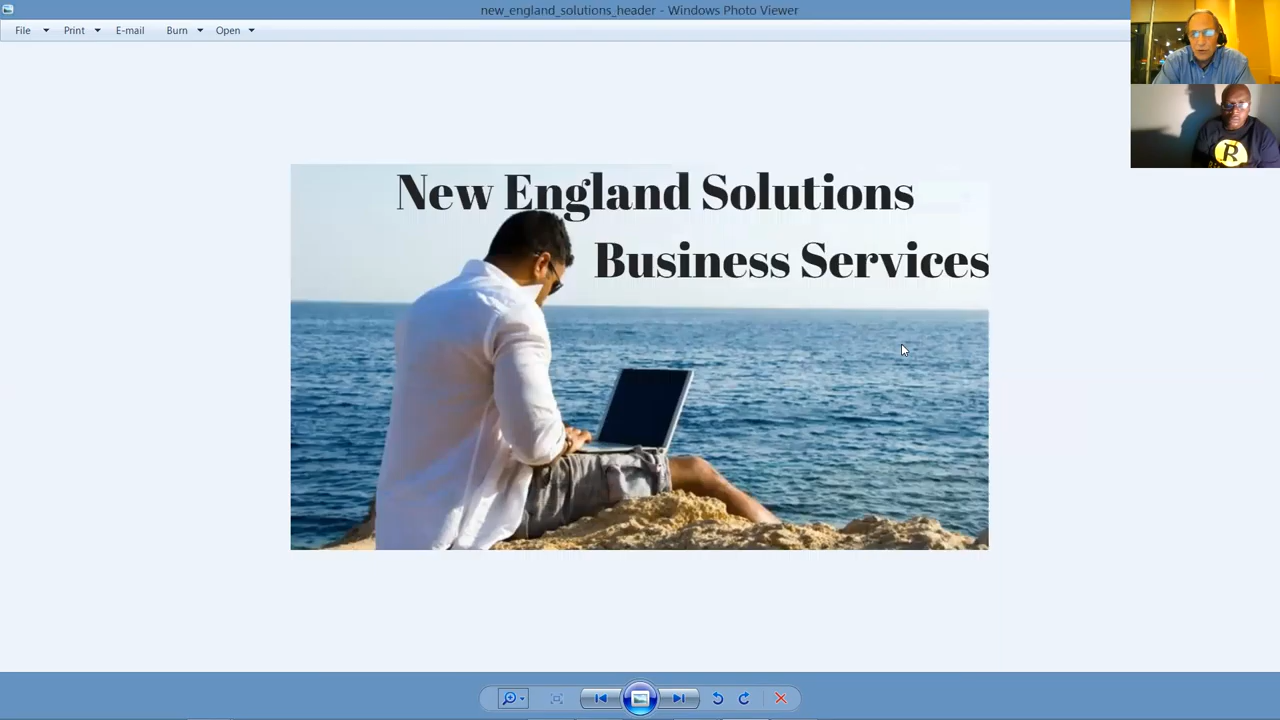 new_england_solutions_header - Windows Photo Viewer
File Print E-mail Burn Open
New England Solutions
Business Services
R